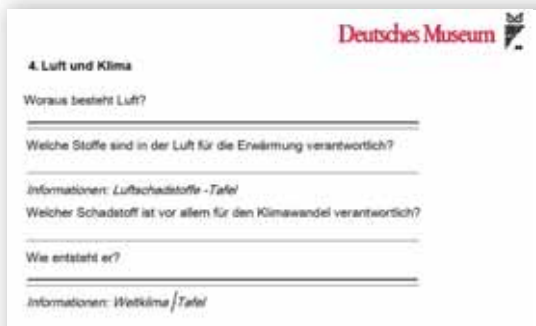 Deutsches Museum
4. Luft und Klima
Woraus besteht Luft?
Welche Stoffe sind in der Luft für die Erwärmung verantwortlich?
Informationen: Luftschadstoffe -Tafel
Welcher Schadstoff ist vor allem für den Klimawandel verantwortlich?
Wie entsteht er?
Informationen: Weltklima/Tafel